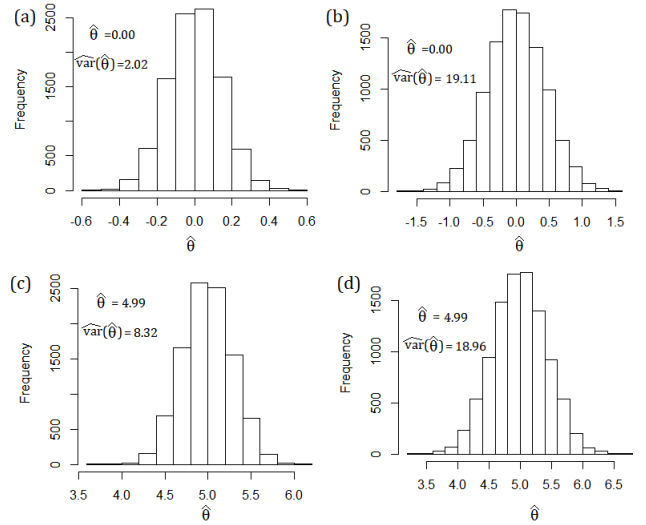 (a)
2500
1500
500
0
Frequency
θ̂ =0.00
var̂(θ̂)=2.02
-0.6 -0.4 -0.2 0.0 0.2 0.4 0.6
θ̂
(b)
1500
1000
500
0
Frequency
θ̂ =0.00
var̂(θ̂)= 19.11
-1.5 -1.0 -0.5 0.0 0.5 1.0 1.5
θ̂
(c)
2500
1500
500
0
Frequency
θ̂ = 4.99
var̂(θ̂)=8.32
3.5 4.0 4.5 5.0 5.5 6.0
θ̂
(d)
1500
1000
500
0
Frequency
θ̂ = 4.99
var̂(θ̂)= 18.96
3.5 4.0 4.5 5.0 5.5 6.0 6.5
θ̂